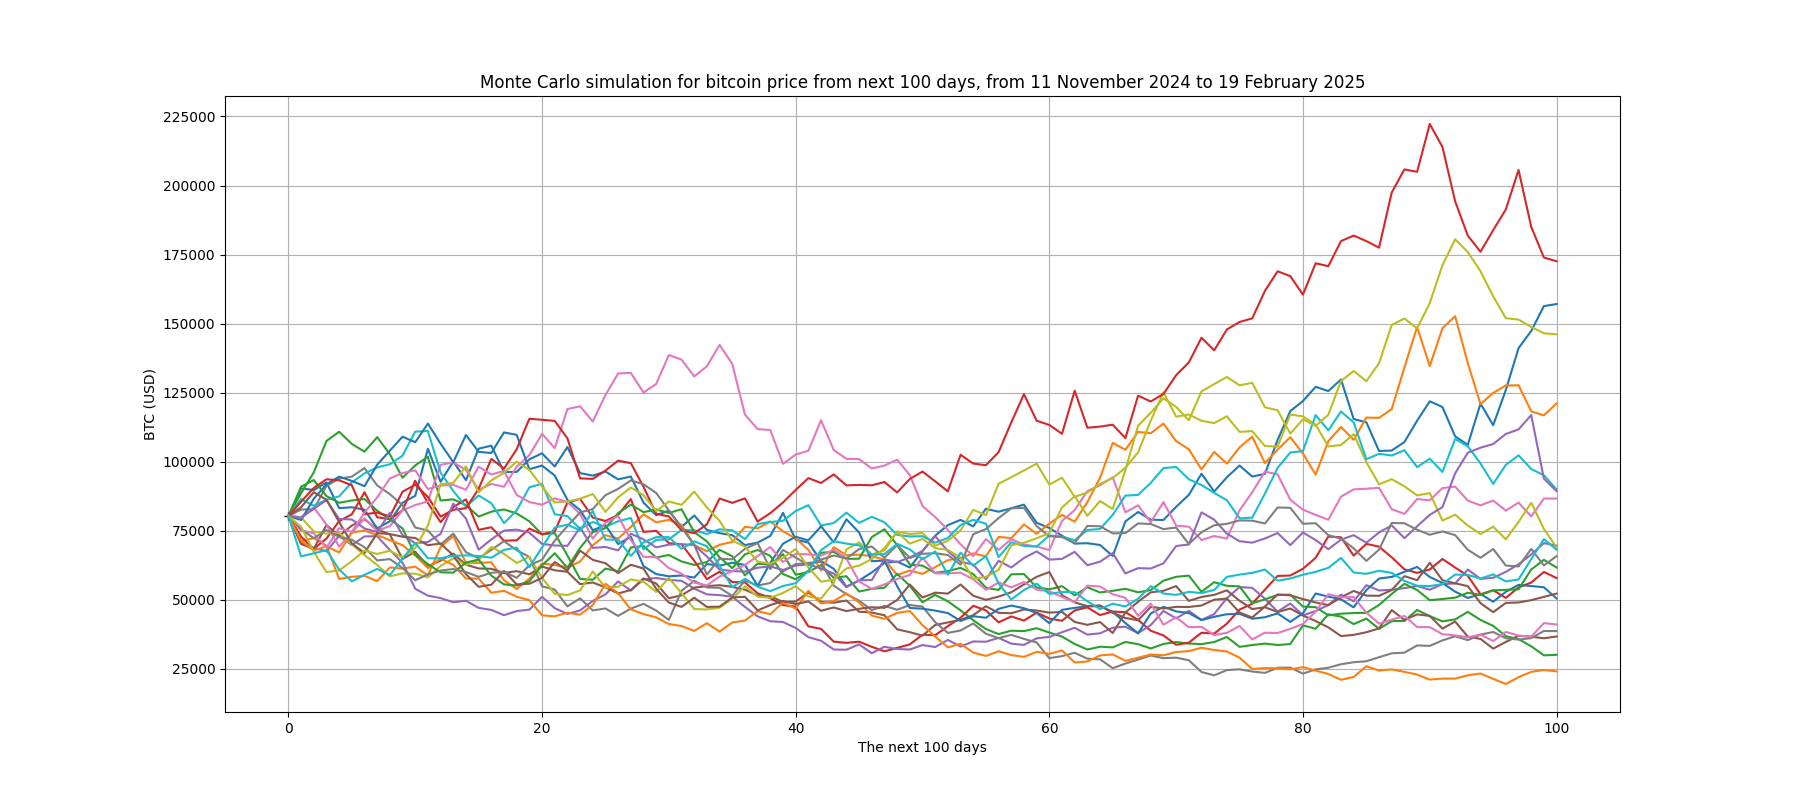 Monte Carlo simulation for bitcoin price from next 100 days, from 11 November 2024 to 19 February 2025
225000
200000
175000
150000
125000
100000
75000
50000
25000
BTC (USD)
0 20 40 60 80 100
The next 100 days